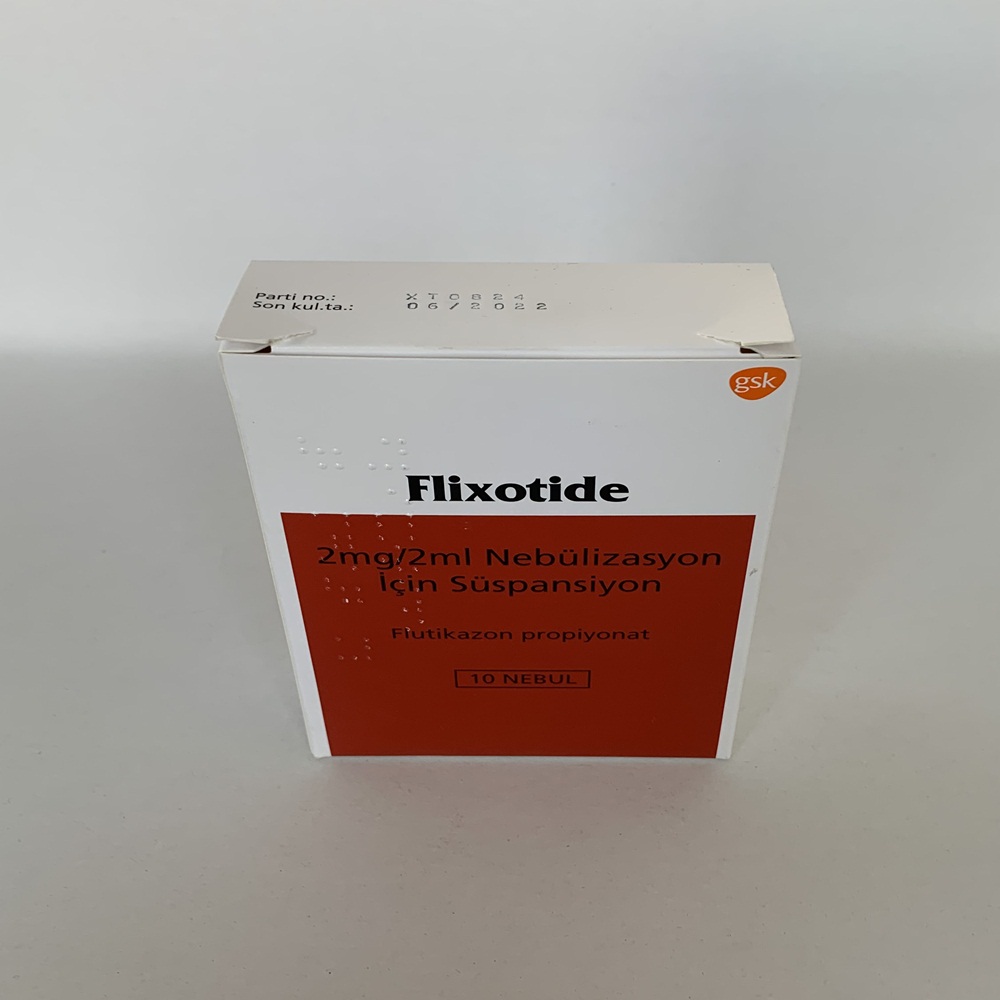 Parti no.: XT0824
Son kul.ta.: 06/2022
gsk
Flixotide
2mg/2ml Nebülizasyon
İçin Süspansiyon
Flutikazon propiyonat
10 NEBUL